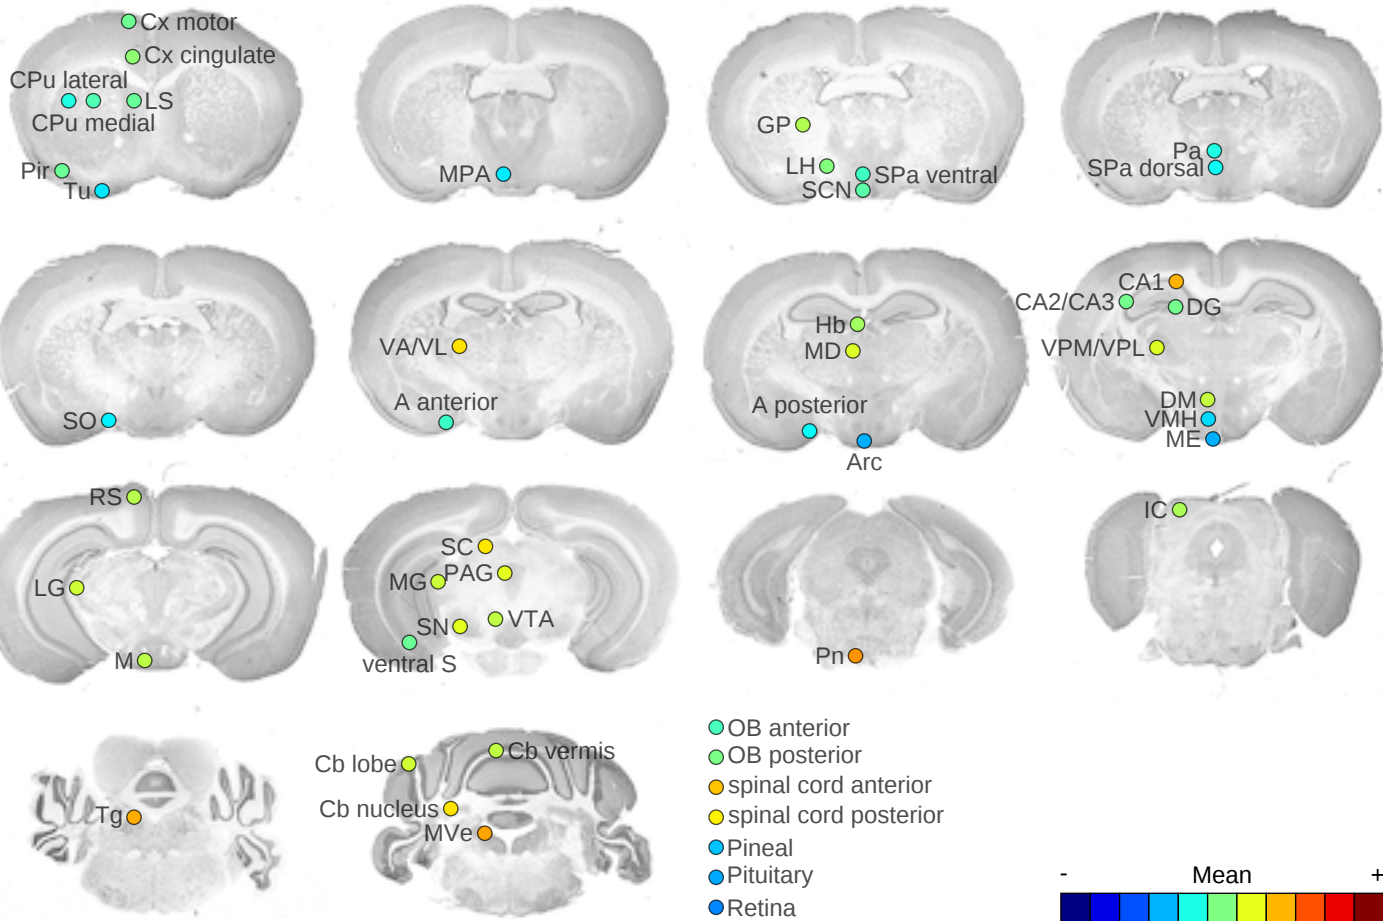 Cx motor
Cx cingulate
CPu lateral
LS
CPu medial
Pir
Tu
MPA
GP
LH
SPa ventral
SCN
Pa
SPa dorsal
SO
VA/VL
A anterior
Hb
MD
A posterior
Arc
CA1
CA2/CA3
DG
VPM/VPL
DM
VMH
ME
RS
LG
M
SC
PAG
MG
VTA
SN
ventral S
Pn
IC
Tg
Cb vermis
Cb lobe
Cb nucleus
MVe
OB anterior
OB posterior
spinal cord anterior
spinal cord posterior
Pineal
Pituitary
Retina
- Mean +